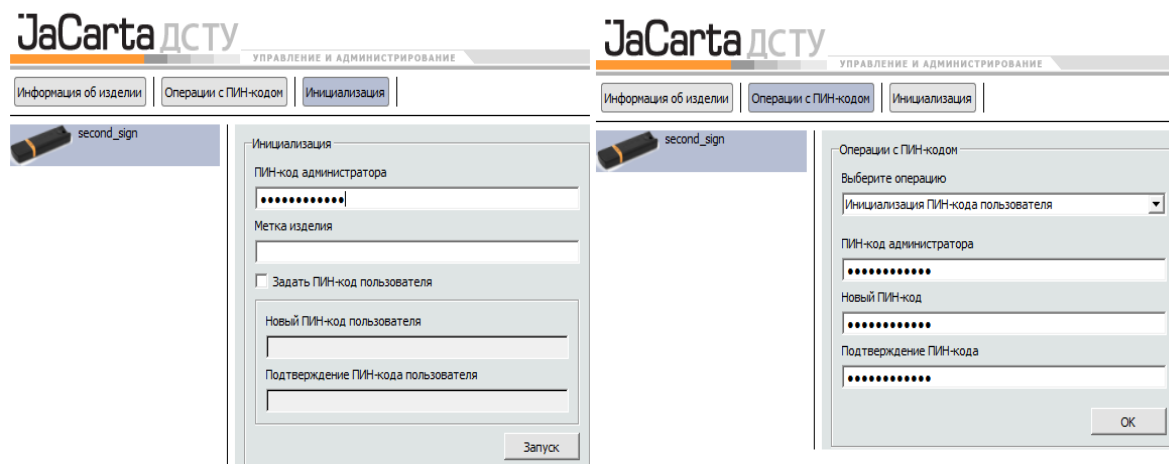 JaCarta ДСТУ
УПРАВЛЕНИЕ И АДМИНИСТРИРОВАНИЕ
Информация об изделии
Операции с ПИН-кодом
Инициализация
second_sign
Инициализация
ПИН-код администратора
••••••••••••
Метка изделия
Задать ПИН-код пользователя
Новый ПИН-код пользователя
Подтверждение ПИН-кода пользователя
Запуск
JaCarta ДСТУ
УПРАВЛЕНИЕ И АДМИНИСТРИРОВАНИЕ
Информация об изделии
Операции с ПИН-кодом
Инициализация
second_sign
Операции с ПИН-кодом
Выберите операцию
Инициализация ПИН-кода пользователя
ПИН-код администратора
••••••••••••
Новый ПИН-код
••••••••••••
Подтверждение ПИН-кода
••••••••••••
ОК